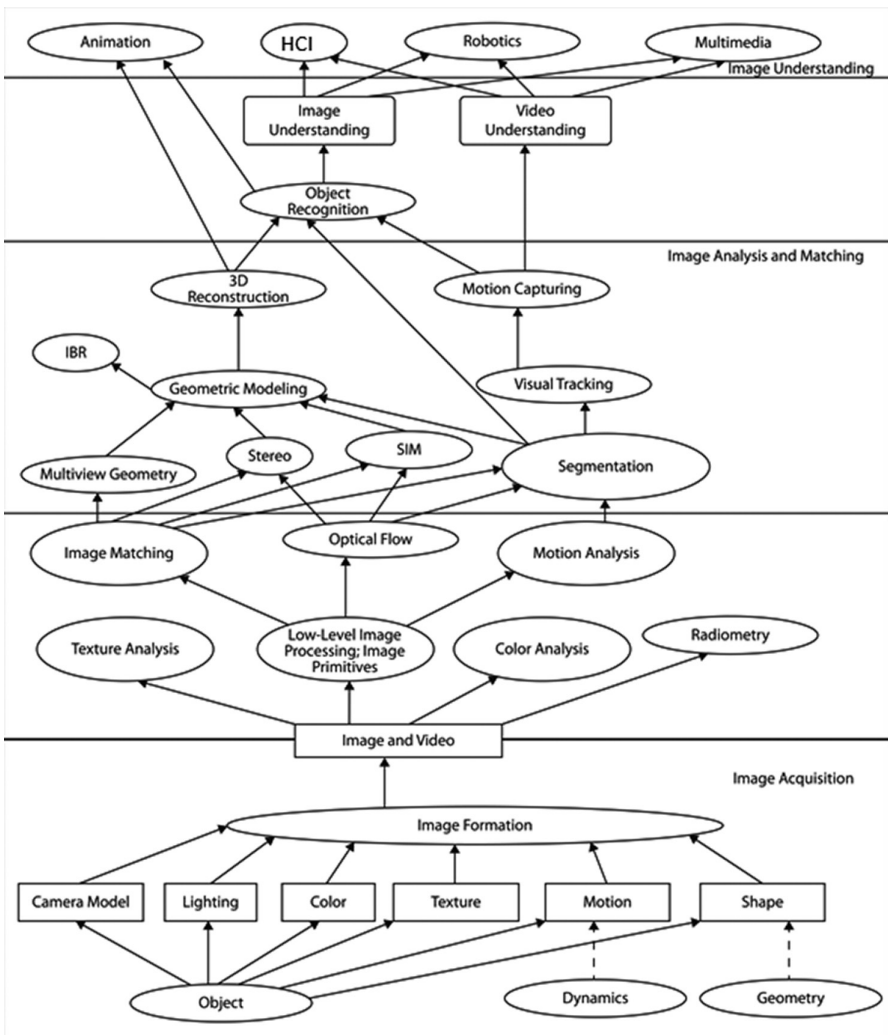 Animation
HCI
Robotics
Multimedia
Image Understanding
Image
Understanding
Video
Understanding
Object
Recognition
Image Analysis and Matching
3D
Reconstruction
Motion Capturing
IBR
Geometric Modeling
Visual Tracking
Multiview Geometry
Stereo
SIM
Segmentation
Image Matching
Optical Flow
Motion Analysis
Texture Analysis
Low-Level Image
Processing; Image
Primitives
Color Analysis
Radiometry
Image and Video
Image Acquisition
Image Formation
Camera Model
Lighting
Color
Texture
Motion
Shape
Object
Dynamics
Geometry